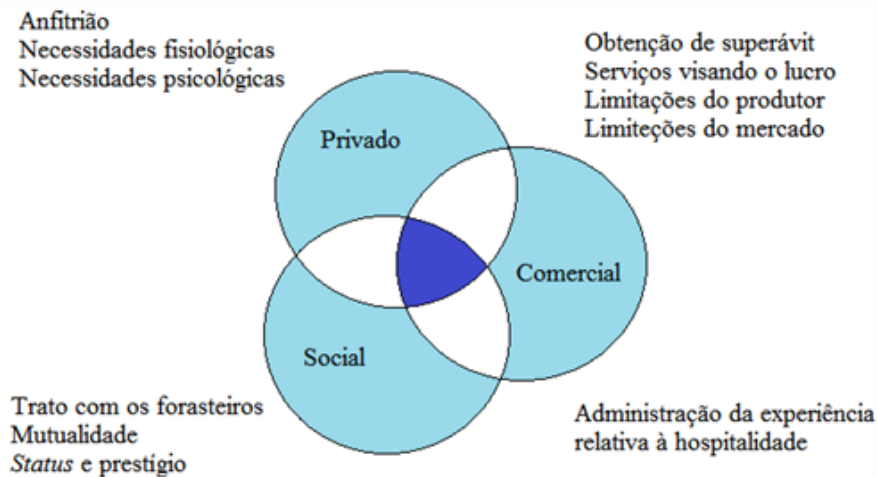 Anfitrião
Necessidades fisiológicas
Necessidades psicológicas
Obtenção de superávit
Serviços visando o lucro
Limitações do produtor
Limiteções do mercado
Privado
Comercial
Social
Trato com os forasteiros
Mutualidade
Status e prestígio
Administração da experiência
relativa à hospitalidade